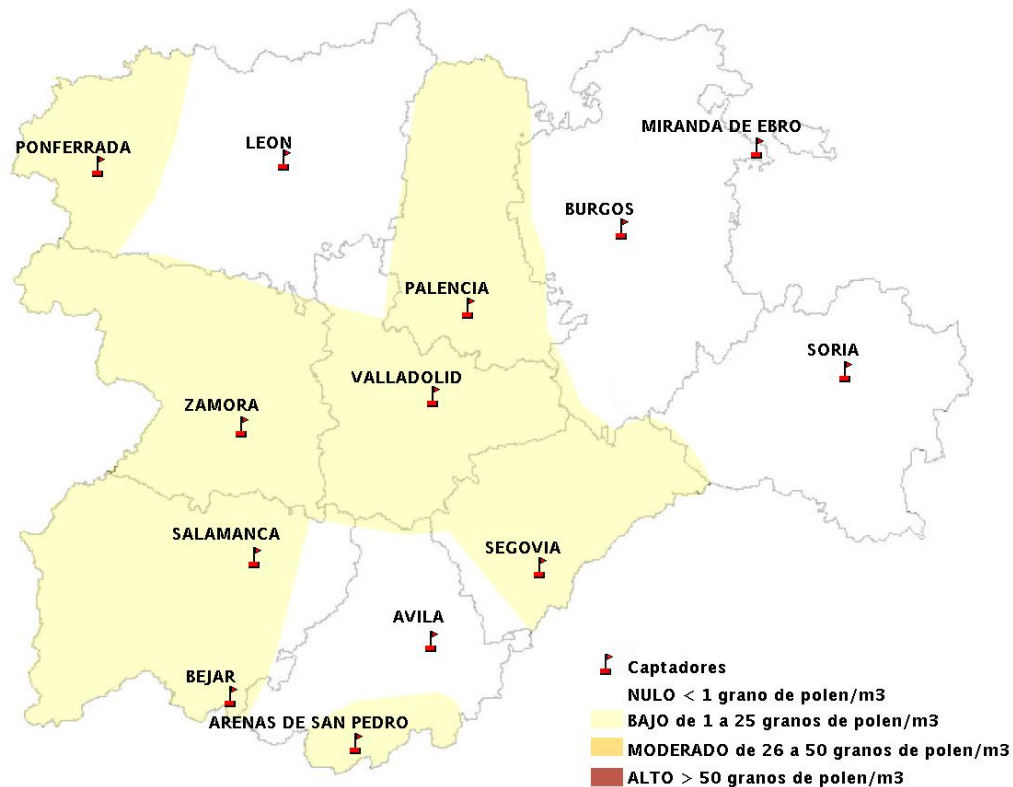 MIRANDA DE EBRO
LEON
PONFERRADA
BURGOS
PALENCIA
SORIA
VALLADOLID
ZAMORA
SALAMANCA
SEGOVIA
AVILA
BEJAR
ARENAS DE SAN PEDRO
Captadores
NULO < 1 grano de polen/m3
BAJO de 1 a 25 granos de polen/m3
MODERADO de 26 a 50 granos de polen/m3
ALTO > 50 granos de polen/m3